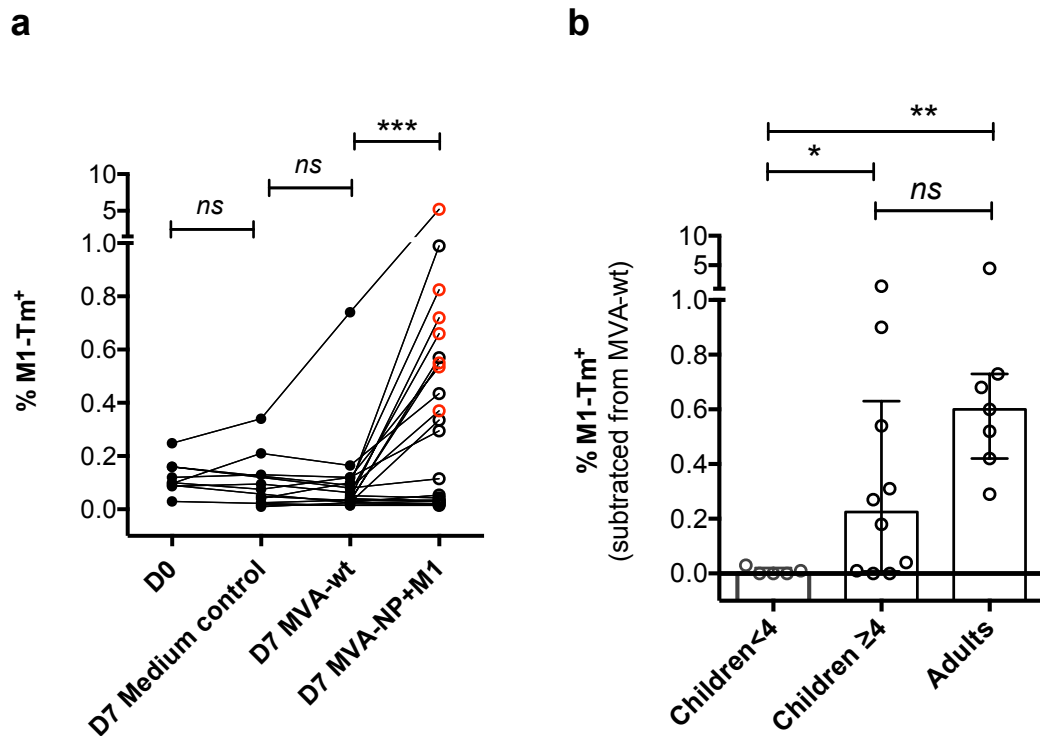 a
***
ns
ns
10
5
1.0
0.8
0.6
0.4
0.2
0.0
% M1-Tm⁺
D0
D7 Medium control
D7 MVA-wt
D7 MVA-NP+M1
b
**
*
ns
10
5
1.0
0.8
0.6
0.4
0.2
0.0
% M1-Tm⁺
(subtratced from MVA-wt)
Children<4
Children ≥4
Adults